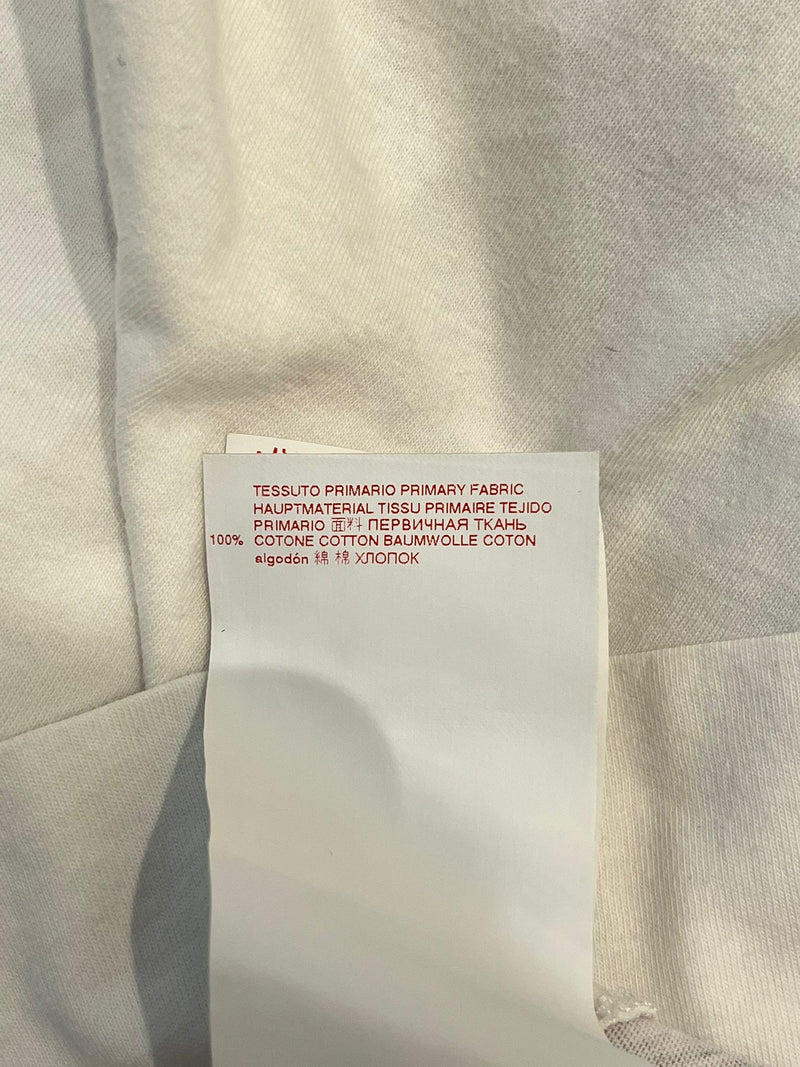 TESSUTO PRIMARIO PRIMARY FABRIC
HAUPTMATERIAL TISSU PRIMAIRE TEJIDO
PRIMARIO 面料 ПЕРВИЧНАЯ ТКАНЬ
100% COTONE COTTON BAUMWOLLE COTON
algodón 綿 棉 ХЛОПОК